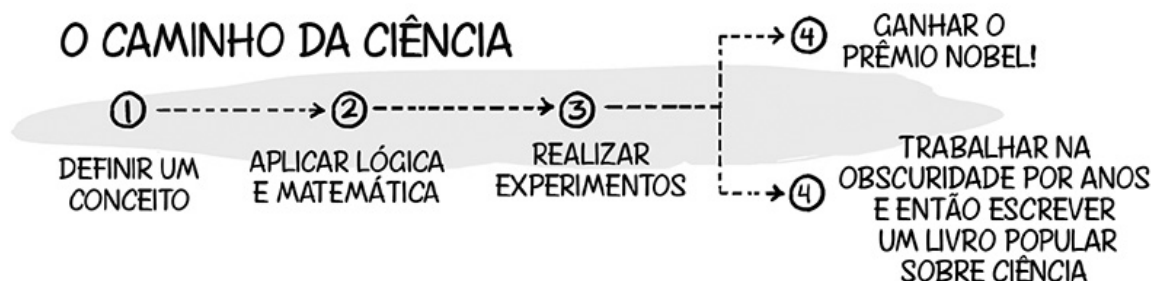 O CAMINHO DA CIÊNCIA
1
2
3
4
GANHAR O
PRÊMIO NOBEL!
DEFINIR UM
CONCEITO
APLICAR LÓGICA
E MATEMÁTICA
REALIZAR
EXPERIMENTOS
4
TRABALHAR NA
OBSCURIDADE POR ANOS
E ENTÃO ESCREVER
UM LIVRO POPULAR
SOBRE CIÊNCIA